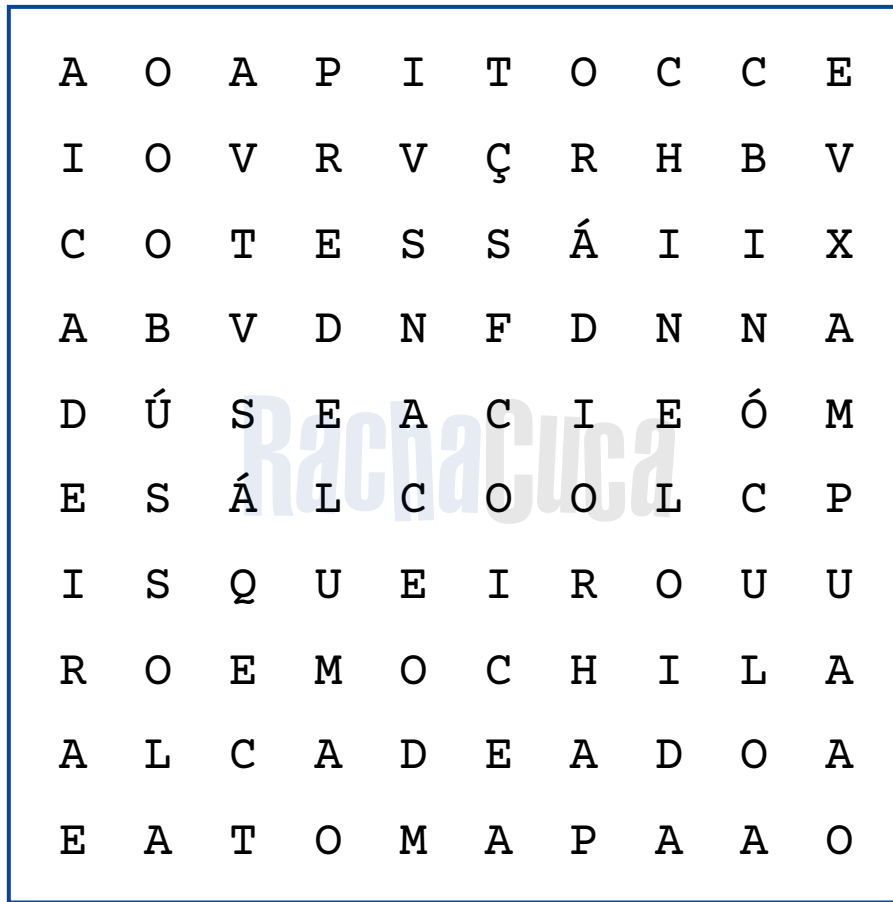 A O A P I T O C C E
I O V R V Ç R H B V
C O T E S S Á I I X
A B V D N F D N N A
D Ú S E A C I E Ó M
E S Á L C O O L C P
I S Q U E I R O U U
R O E M O C H I L A
A L C A D E A D O A
E A T O M A P A A O
RachaCuca